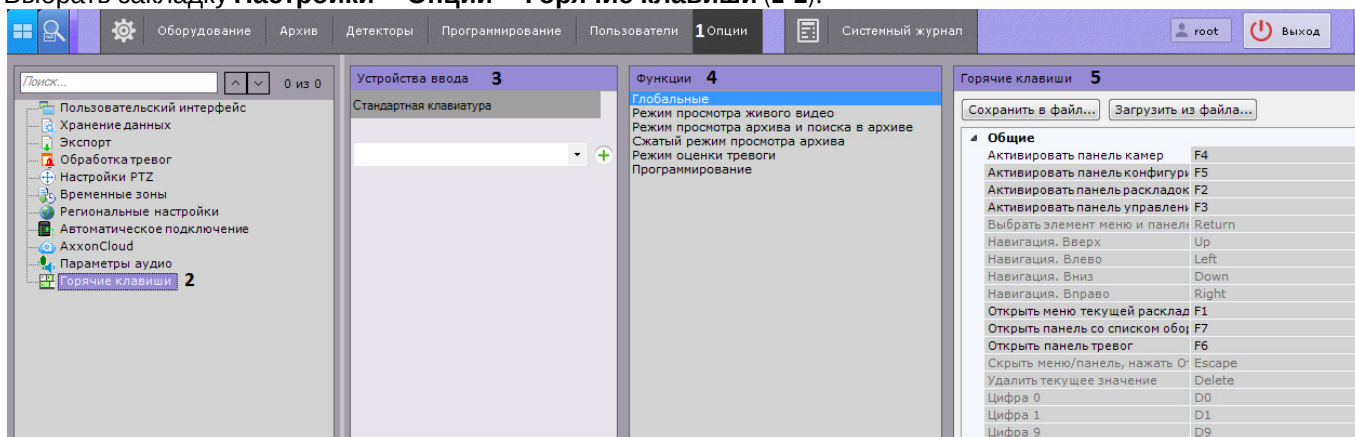 Выбрать закладку Настройки – Опции – Горячие клавиши (1-2).
Оборудование Архив Детекторы Программирование Пользователи 1 Опции Системный журнал root Выход
Поиск... 0 из 0
Пользовательский интерфейс
Хранение данных
Экспорт
Обработка тревог
Настройки PTZ
Временные зоны
Региональные настройки
Автоматическое подключение
AxxonCloud
Параметры аудио
Горячие клавиши 2
Устройства ввода 3
Стандартная клавиатура
Функции 4
Глобальные
Режим просмотра живого видео
Режим просмотра архива и поиска в архиве
Сжатый режим просмотра архива
Режим оценки тревоги
Программирование
Горячие клавиши 5
Сохранить в файл... Загрузить из файла...
Общие
Активировать панель камер F4
Активировать панель конфигури F5
Активировать панель раскладок F2
Активировать панель управлени F3
Выбрать элемент меню и панели Return
Навигация. Вверх Up
Навигация. Влево Left
Навигация. Вниз Down
Навигация. Вправо Right
Открыть меню текущей расклад F1
Открыть панель со списком обор F7
Открыть панель тревог F6
Скрыть меню/панель, нажать От Escape
Удалить текущее значение Delete
Цифра 0 D0
Цифра 1 D1
Цифра 9 D9